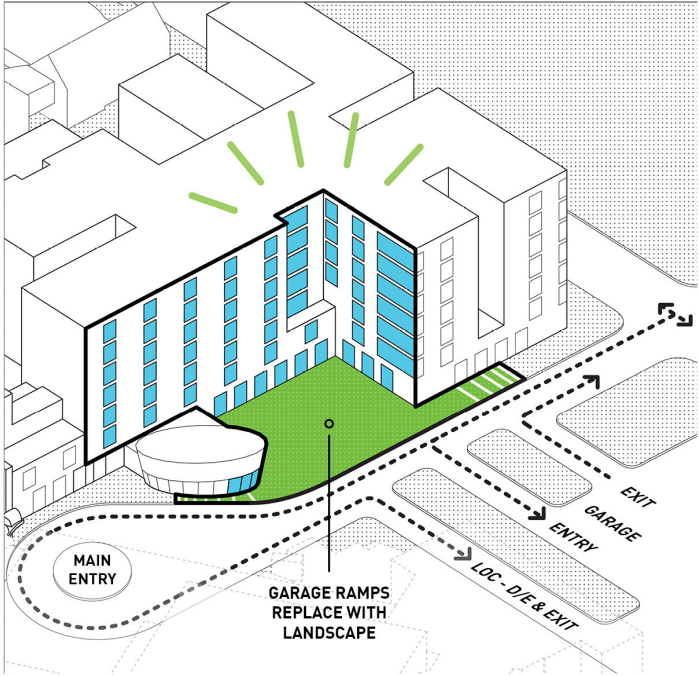 MAIN
ENTRY
GARAGE RAMPS
REPLACE WITH
LANDSCAPE
EXIT
GARAGE
ENTRY
LOC - D/E & EXIT